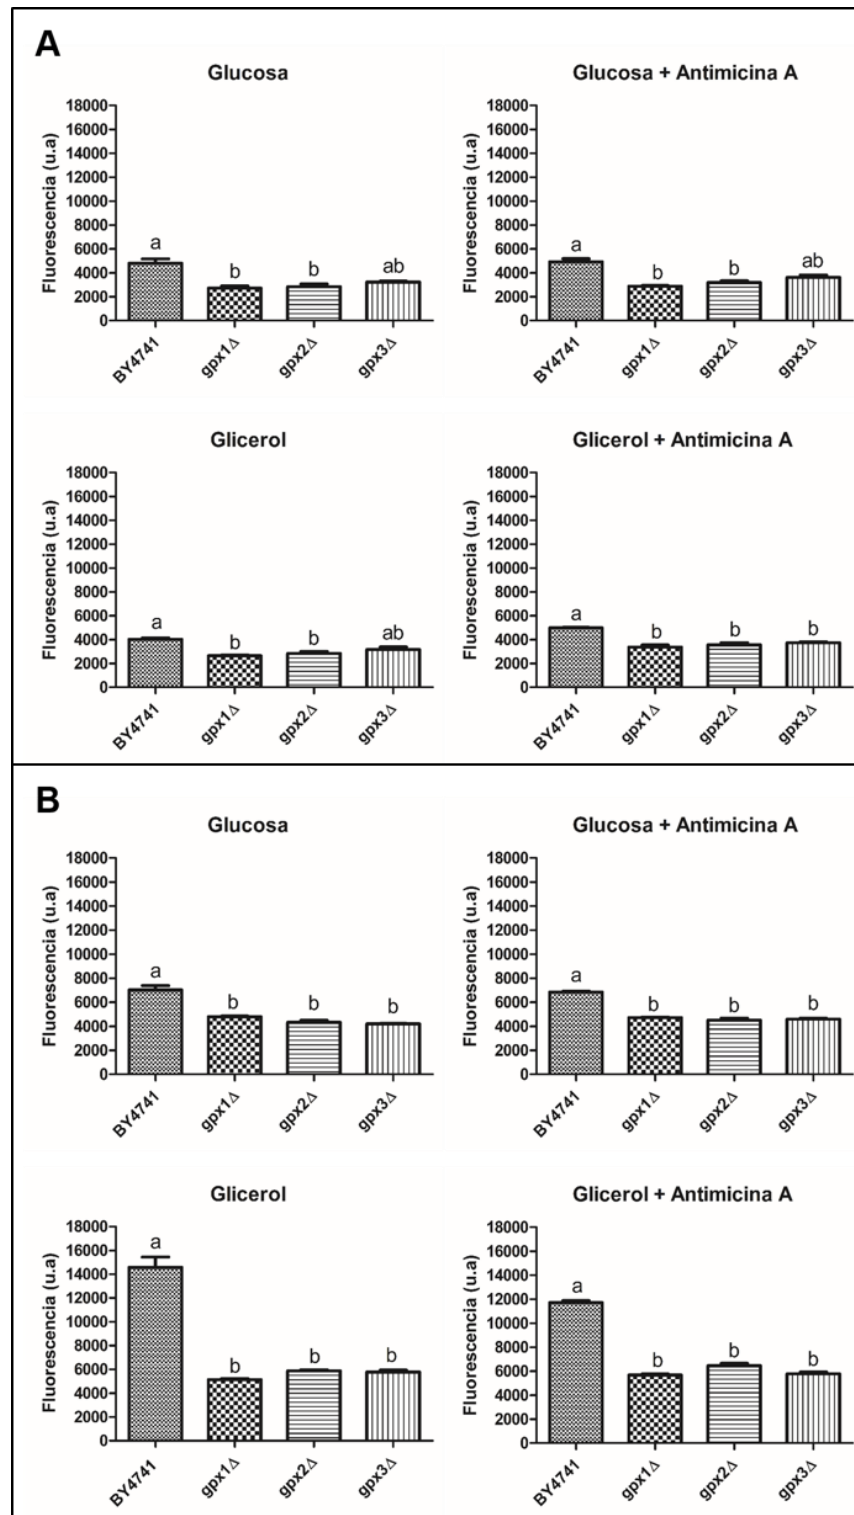 A
Glucosa
Fluorescencia (u.a)
18000
16000
14000
12000
10000
8000
6000
4000
2000
0
a
b
b
ab
BY4741
gpx1Δ
gpx2Δ
gpx3Δ
Glucosa + Antimicina A
Fluorescencia (u.a)
18000
16000
14000
12000
10000
8000
6000
4000
2000
0
a
b
b
ab
BY4741
gpx1Δ
gpx2Δ
gpx3Δ
Glicerol
Fluorescencia (u.a)
18000
16000
14000
12000
10000
8000
6000
4000
2000
0
a
b
b
ab
BY4741
gpx1Δ
gpx2Δ
gpx3Δ
Glicerol + Antimicina A
Fluorescencia (u.a)
18000
16000
14000
12000
10000
8000
6000
4000
2000
0
a
b
b
b
BY4741
gpx1Δ
gpx2Δ
gpx3Δ
B
Glucosa
Fluorescencia (u.a)
18000
16000
14000
12000
10000
8000
6000
4000
2000
0
a
b
b
b
BY4741
gpx1Δ
gpx2Δ
gpx3Δ
Glucosa + Antimicina A
Fluorescencia (u.a)
18000
16000
14000
12000
10000
8000
6000
4000
2000
0
a
b
b
b
BY4741
gpx1Δ
gpx2Δ
gpx3Δ
Glicerol
Fluorescencia (u.a)
18000
16000
14000
12000
10000
8000
6000
4000
2000
0
a
b
b
b
BY4741
gpx1Δ
gpx2Δ
gpx3Δ
Glicerol + Antimicina A
Fluorescencia (u.a)
18000
16000
14000
12000
10000
8000
6000
4000
2000
0
a
b
b
b
BY4741
gpx1Δ
gpx2Δ
gpx3Δ